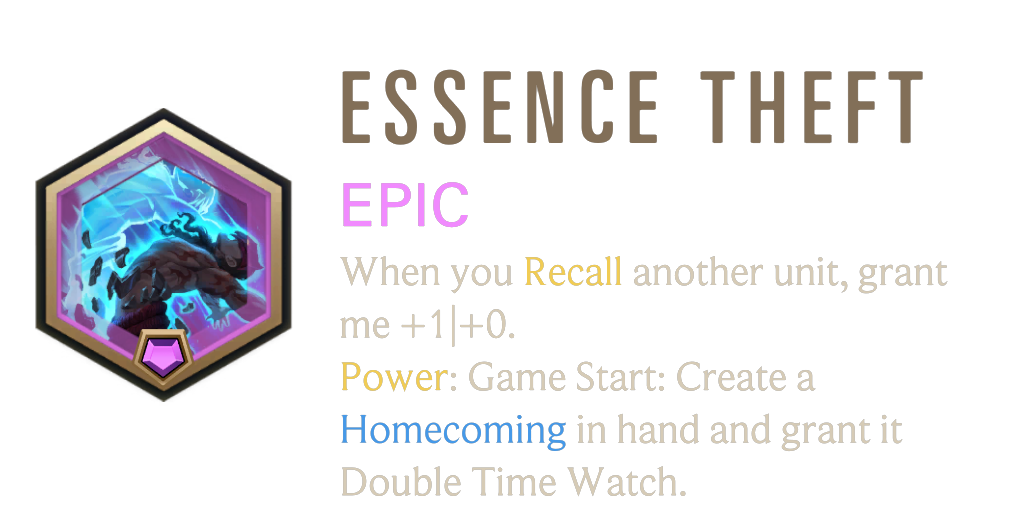 ESSENCE THEFT
EPIC
When you Recall another unit, grant
me +1|+0.
Power: Game Start: Create a
Homecoming in hand and grant it
Double Time Watch.